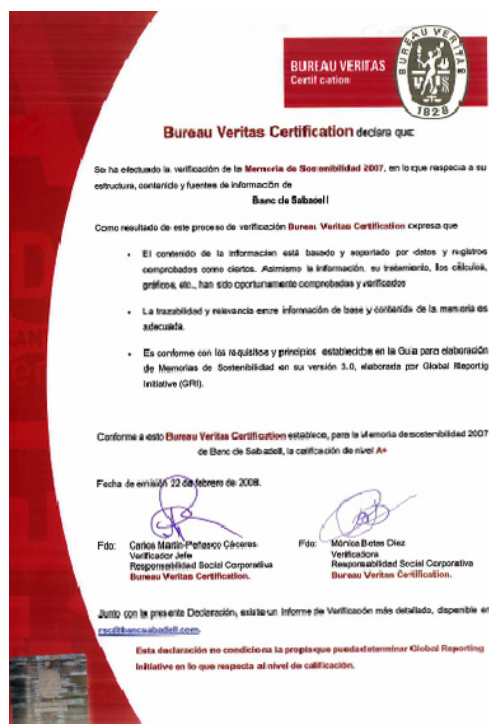 BUREAU VERITAS
Certification
BUREAU VERITAS
1828
Bureau Veritas Certification declara que:
Se ha efectuado la verificación de la Memoria de Sostenibilidad 2007, en lo que respecta a su
estructura, contenido y fuentes de información de
Banc de Sabadell
Como resultado de este proceso de verificación Bureau Veritas Certification expresa que
• El contenido de la información está basado y soportado por datos y registros
comprobados como ciertos. Asimismo la información, su tratamiento, los cálculos,
gráficos, etc., han sido oportunamente comprobados y verificados
• La trazabilidad y relevancia entre información de base y contenido de la memoria es
adecuada.
• Es conforme con los requisitos y principios establecidos en la Guía para elaboración
de Memorias de Sostenibilidad en su versión 3.0, elaborada por Global Reportig
Initiative (GRI).
Conforme a esto Bureau Veritas Certification establece, para la Memoria de sostenibilidad 2007
de Banc de Sabadell, la calificación de nivel A+
Fecha de emisión 22 de febrero de 2008.
Fdo: Carlos Martín-Peñasco Cáceres Fdo: Mónica Botas Díez
Verificador Jefe Verificadora
Responsabilidad Social Corporativa Responsabilidad Social Corporativa
Bureau Veritas Certification. Bureau Veritas Certification.
Junto con la presente Declaración, existe un Informe de Verificación más detallado, disponible en
rsc@bancsabadell.com.
Esta declaración no condiciona la propia que pueda determinar Global Reporting
Initiative en lo que respecta al nivel de calificación.